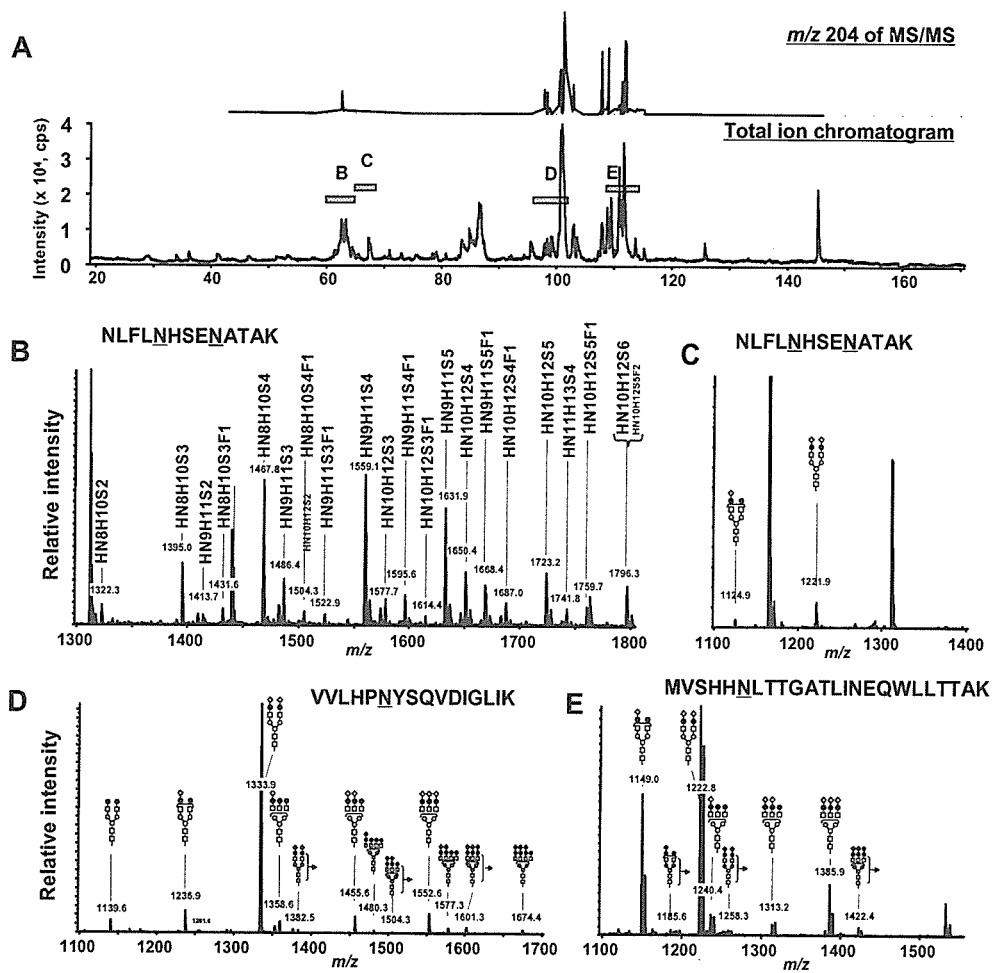 A
m/z 204 of MS/MS
Total ion chromatogram
Intensity (x 10⁴, cps)
4
3
2
1
0
B
C
D
E
20 40 60 80 100 120 140 160
B
NLFLNHSENATAK
Relative intensity
HN8H10S2
1322.3
HN8H10S3
1395.0
HN9H11S2
1413.7
HN8H10S3F1
1431.6
HN8H10S4
1467.8
HN9H11S3
1486.4
HN8H10S4F1
HN10H12S2
1504.3
HN9H11S3F1
1522.9
HN9H11S4
1559.1
HN10H12S3
1577.7
HN9H11S4F1
1595.6
HN10H12S3F1
1614.4
HN9H11S5
1631.9
HN10H12S4
1650.4
HN9H11S5F1
1668.4
HN10H12S4F1
1687.0
HN10H12S5
1723.2
HN11H13S4
1741.8
HN10H12S5F1
1759.7
HN10H12S6
HN10H12S5F2
1796.3
1300 1400 1500 1600 1700 1800
m/z
C
NLFLNHSENATAK
1124.9
1221.9
1100 1200 1300 1400
m/z
D
VVLHPNYSQVDIGLIK
Relative intensity
1139.6
1236.9
1333.9
1358.6
1382.5
1455.6
1480.3
1504.3
1552.6
1577.3
1601.3
1674.4
1100 1200 1300 1400 1500 1600 1700
m/z
E
MVSHHNLTTGATLINEQWLLTTAK
1149.0
1185.6
1222.8
1240.4
1258.3
1313.2
1385.9
1422.4
1100 1200 1300 1400 1500
m/z